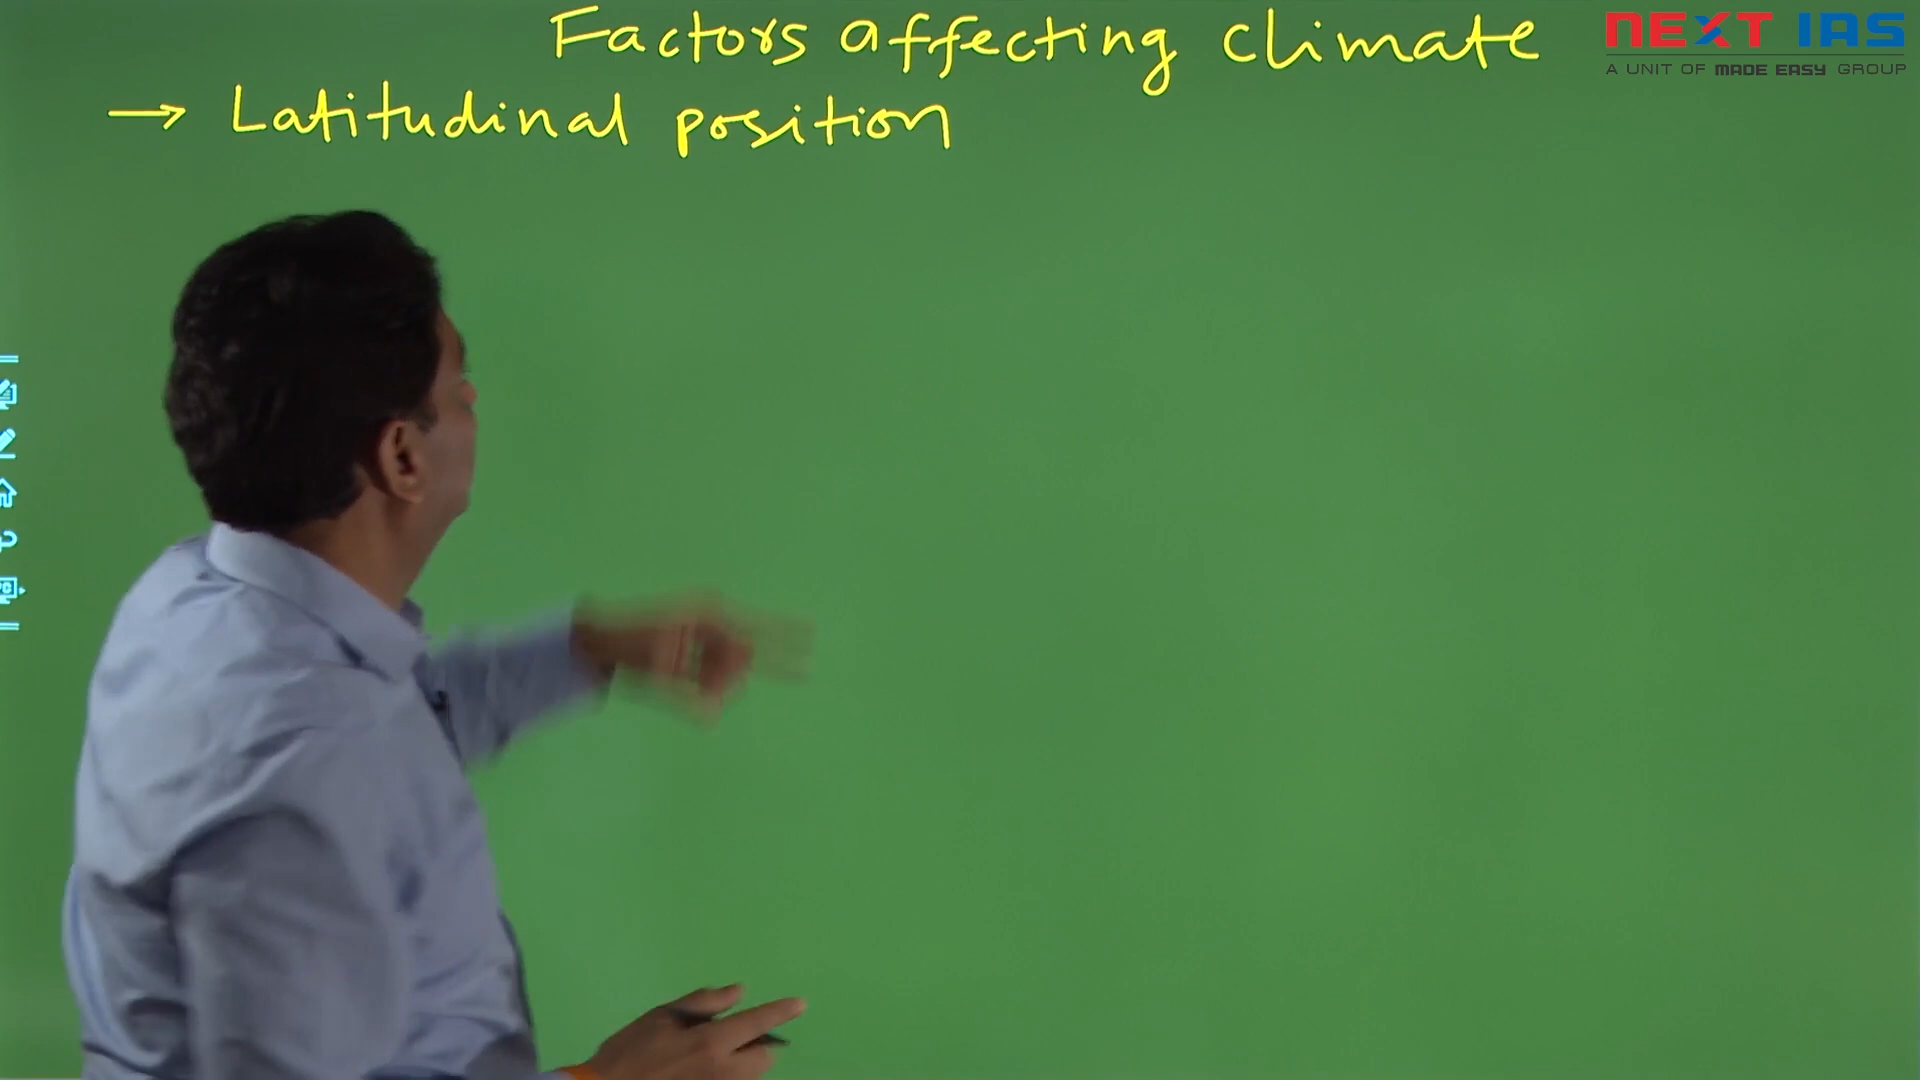 Factors affecting climate
NEXT IAS
A UNIT OF MADE EASY GROUP
→ Latitudinal position